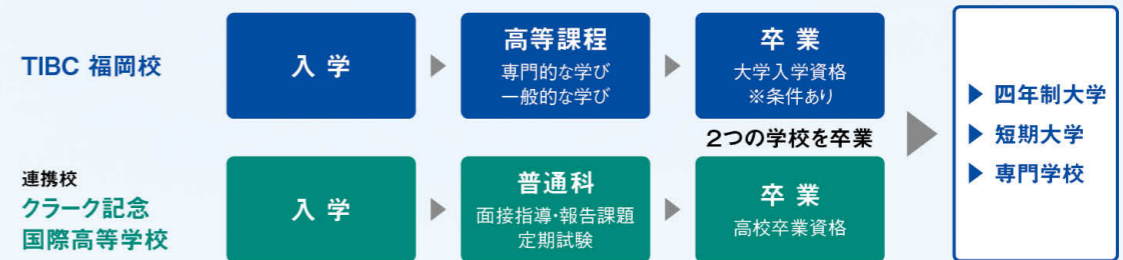 TIBC 福岡校
入 学
高等課程
専門的な学び
一般的な学び
卒 業
大学入学資格
※条件あり
2つの学校を卒業
連携校
クラーク記念
国際高等学校
入 学
普通科
面接指導・報告課題
定期試験
卒 業
高校卒業資格
四年制大学
短期大学
専門学校